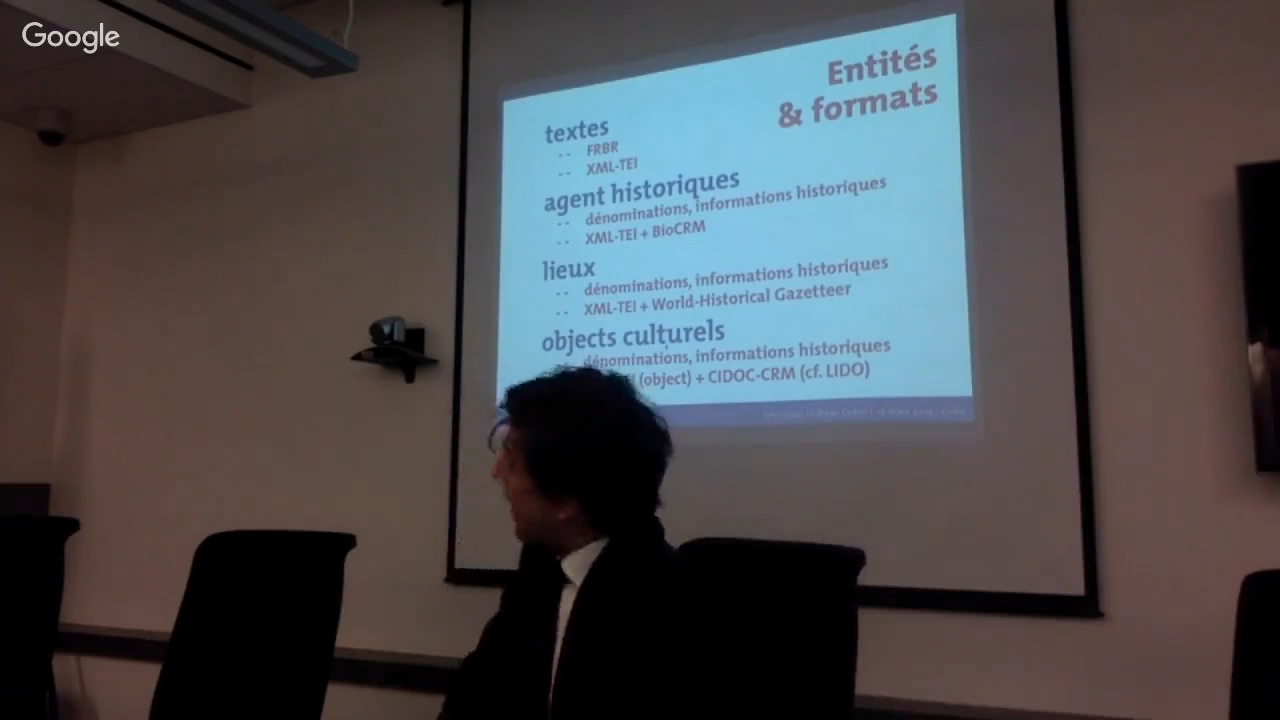 Google
Entités
& formats
textes
-- FRBR
-- XML-TEI
agent historiques
-- dénominations, informations historiques
-- XML-TEI + BioCRM
lieux
-- dénominations, informations historiques
-- XML-TEI + World-Historical Gazetteer
objects culturels
dénominations, informations historiques
(object) + CIDOC-CRM (cf. LIDO)